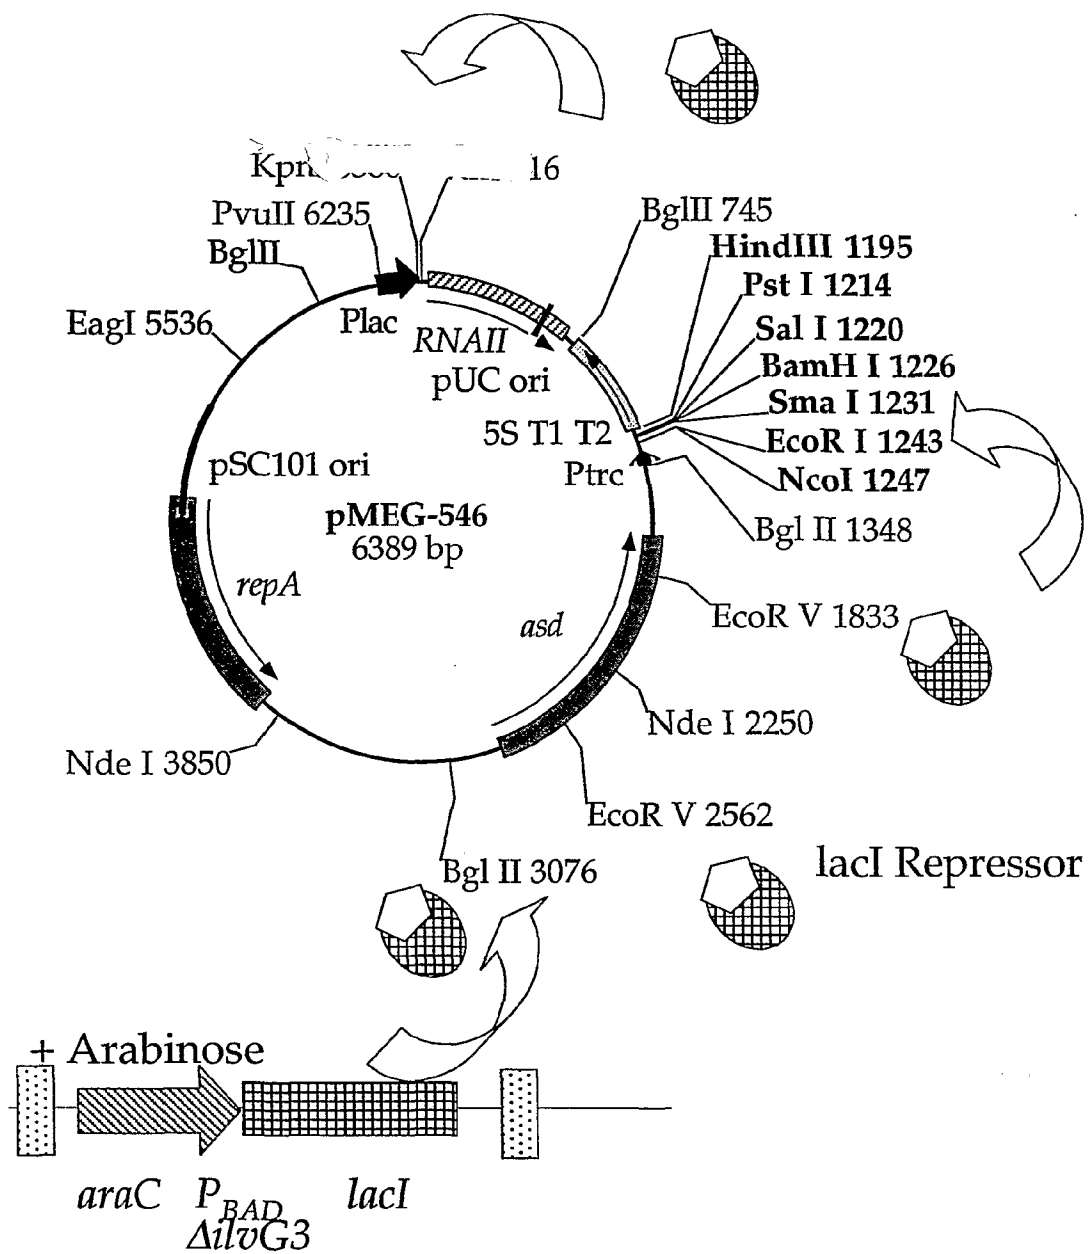 16
PvuII 6235
BglII 745
BglII
HindIII 1195
Pst I 1214
EagI 5536
Plac
RNAII
Sal I 1220
pUC ori
BamH I 1226
Sma I 1231
5S T1 T2
EcoR I 1243
pSC101 ori
Ptrc
NcoI 1247
pMEG-546
6389 bp
Bgl II 1348
repA
asd
EcoR V 1833
Nde I 2250
Nde I 3850
EcoR V 2562
Bgl II 3076
lacI Repressor
+ Arabinose
araC PBAD lacI
ΔilvG3